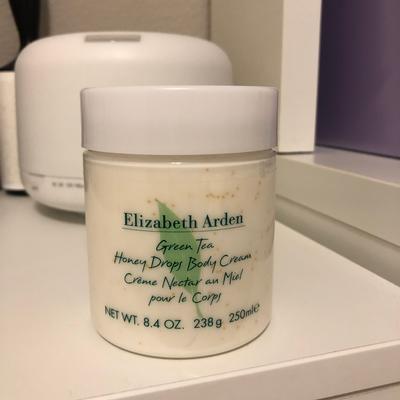 Elizabeth Arden
Green Tea
Honey Drops Body Cream
Crème Nectar au Miel
pour le Corps
NET WT. 8.4 OZ. 238g 250ml℮